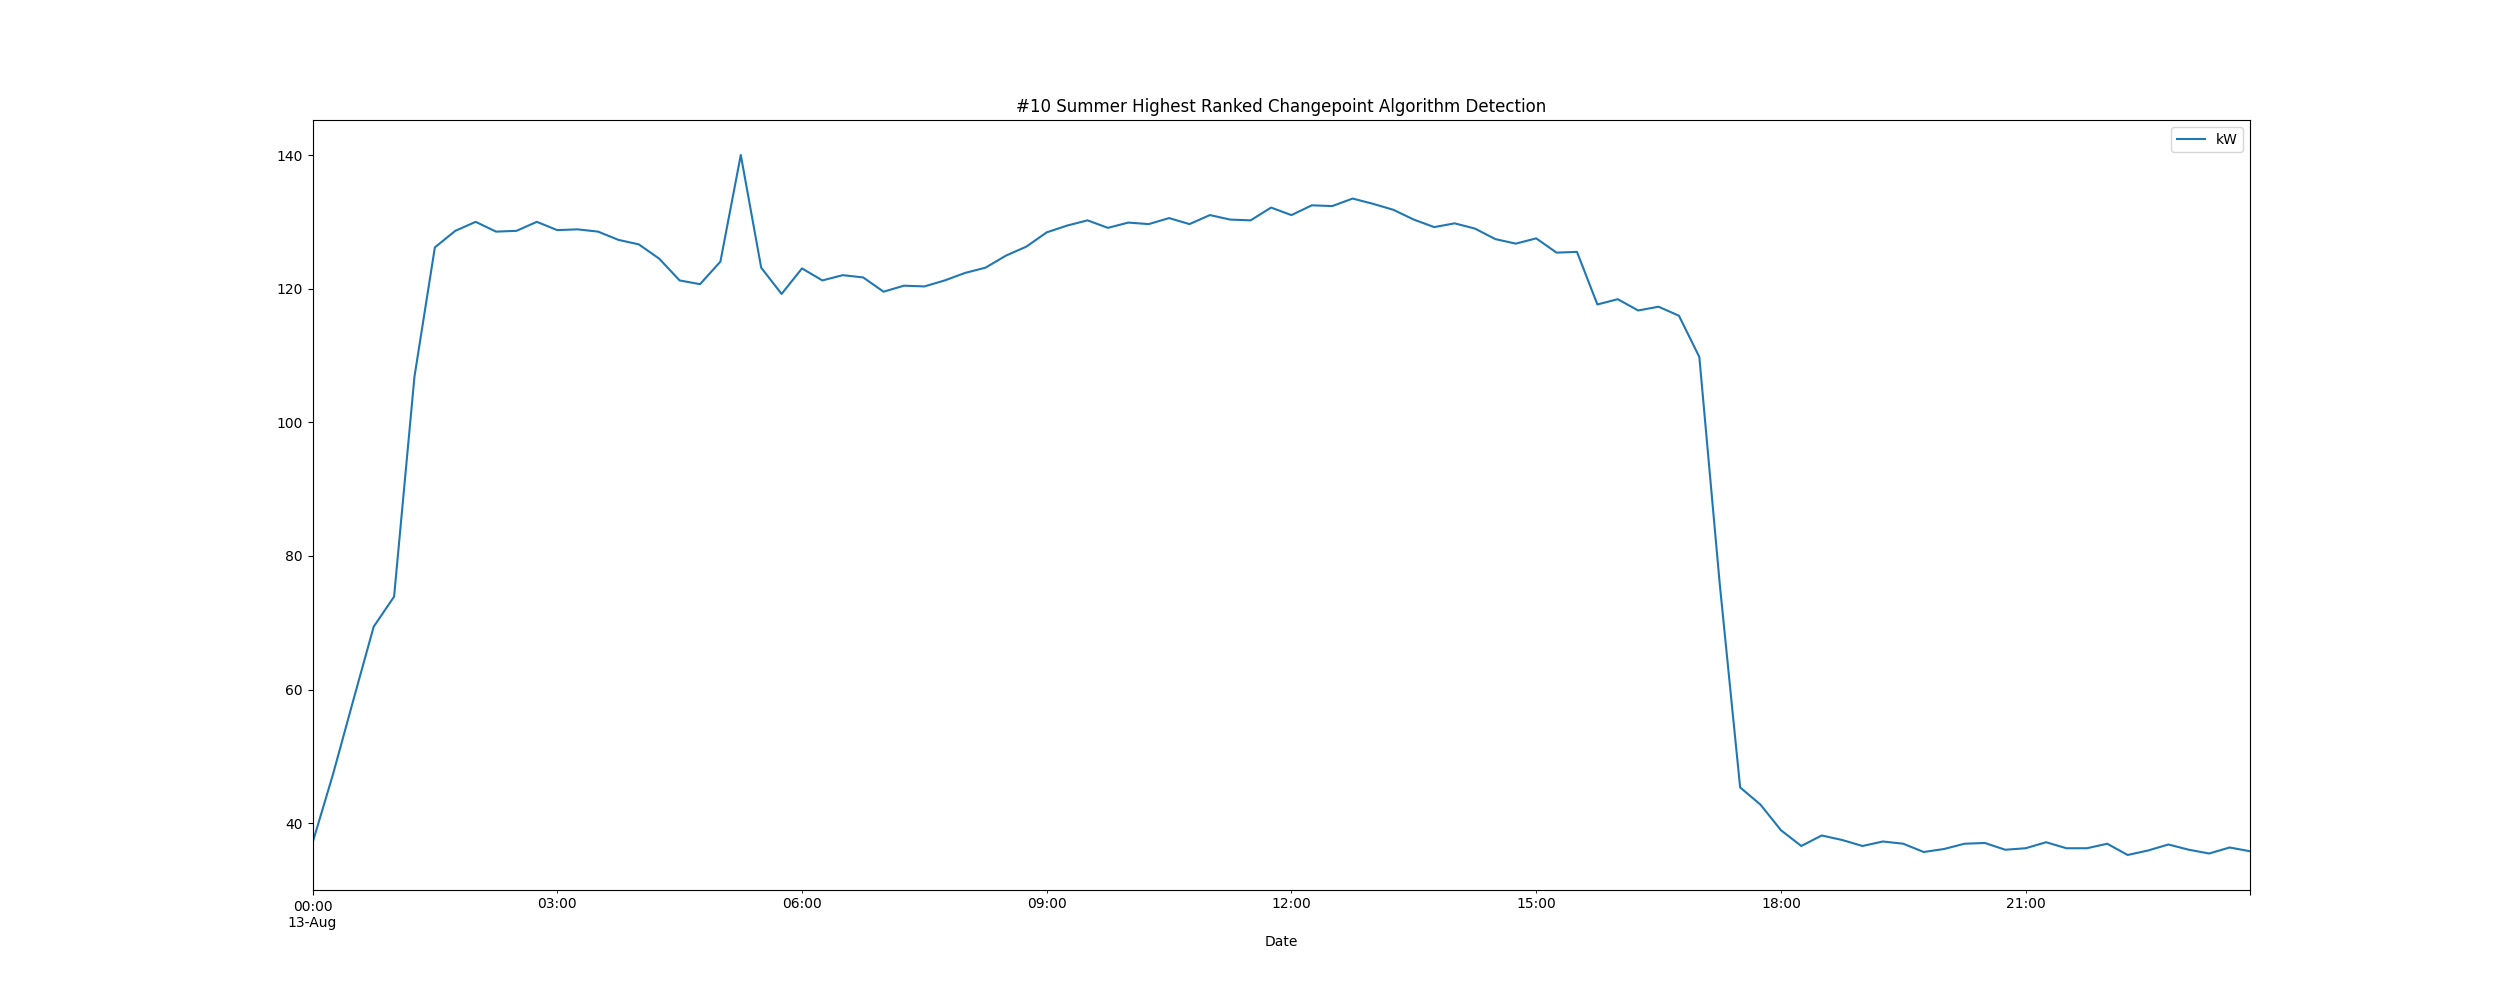 #10 Summer Highest Ranked Changepoint Algorithm Detection
kW
140
120
100
80
60
40
00:00 03:00 06:00 09:00 12:00 15:00 18:00 21:00
13-Aug
Date